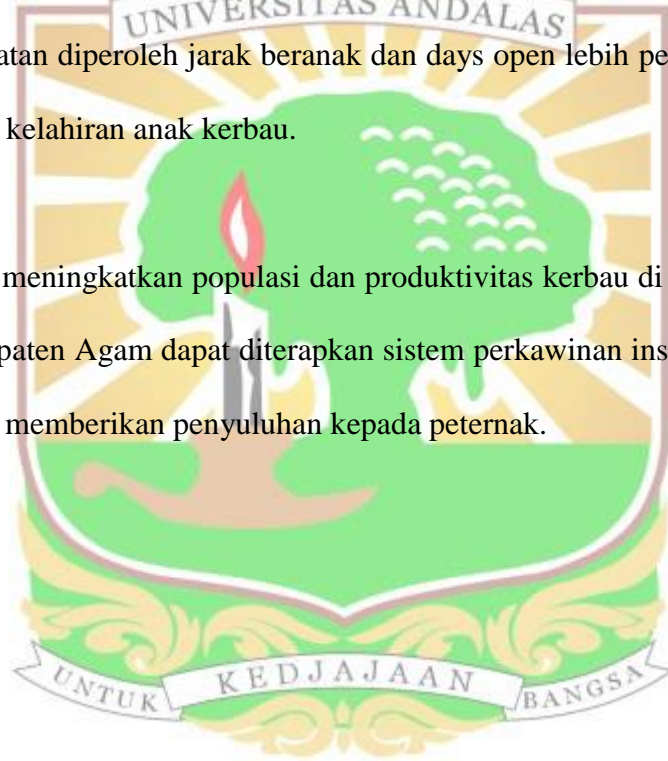 UNIVERSITAS ANDALAS
atan diperoleh jarak beranak dan days open lebih pe
kelahiran anak kerbau.
meningkatkan populasi dan produktivitas kerbau di
paten Agam dapat diterapkan sistem perkawinan ins
memberikan penyuluhan kepada peternak.
UNTUK KEDJAJAAN BANGSA